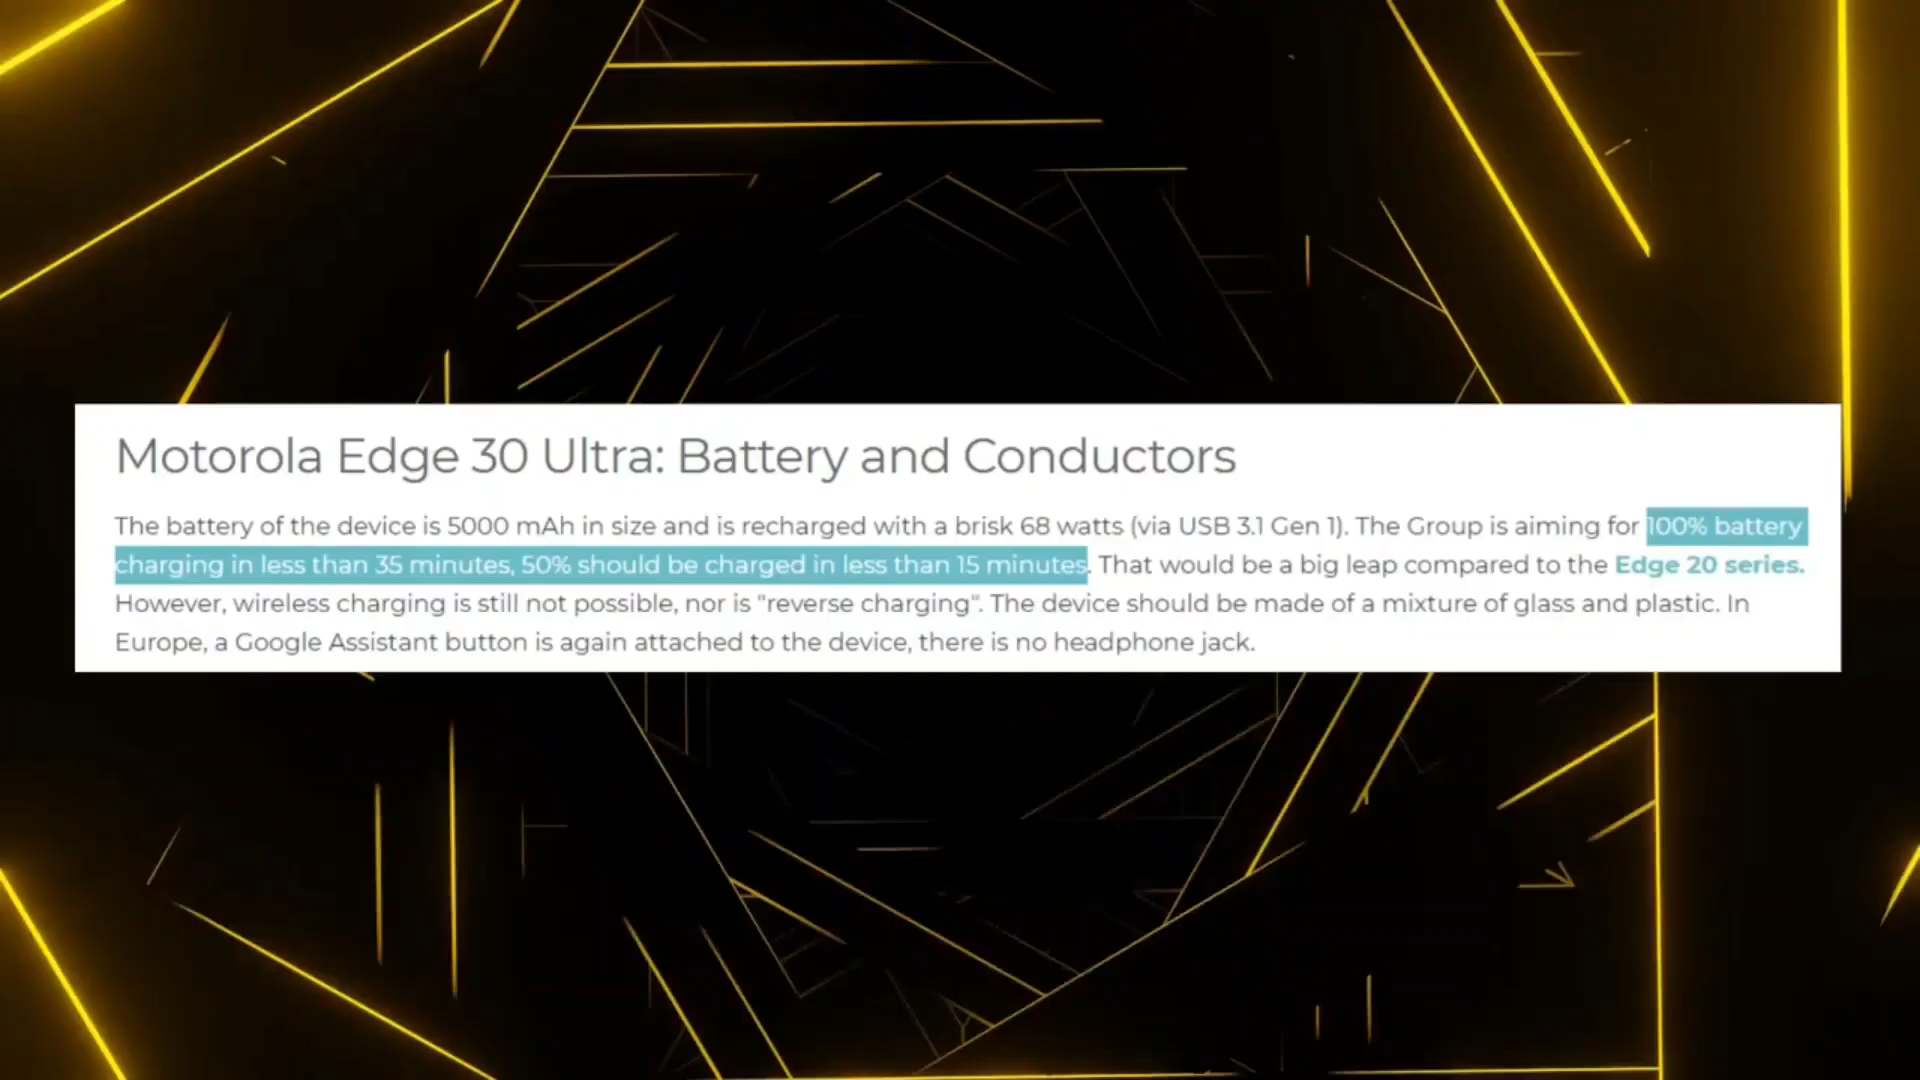 Motorola Edge 30 Ultra: Battery and Conductors
The battery of the device is 5000 mAh in size and is recharged with a brisk 68 watts (via USB 3.1 Gen 1). The Group is aiming for 100% battery
charging in less than 35 minutes, 50% should be charged in less than 15 minutes. That would be a big leap compared to the Edge 20 series.
However, wireless charging is still not possible, nor is "reverse charging“. The device should be made of a mixture of glass and plastic. In
Europe, a Google Assistant button is again attached to the device, there is no headphone jack.